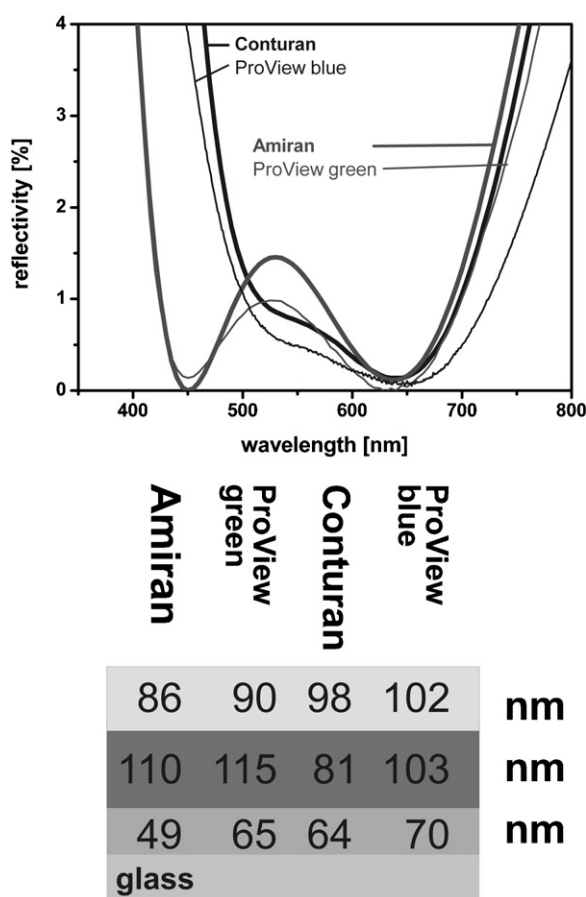 4
3
2
1
0
reflectivity [%]
Conturan
ProView blue
Amiran
ProView green
400
500
600
700
800
wavelength [nm]
Amiran
ProView
green
Conturan
ProView
blue
86 90 98 102 nm
110 115 81 103 nm
49 65 64 70 nm
glass